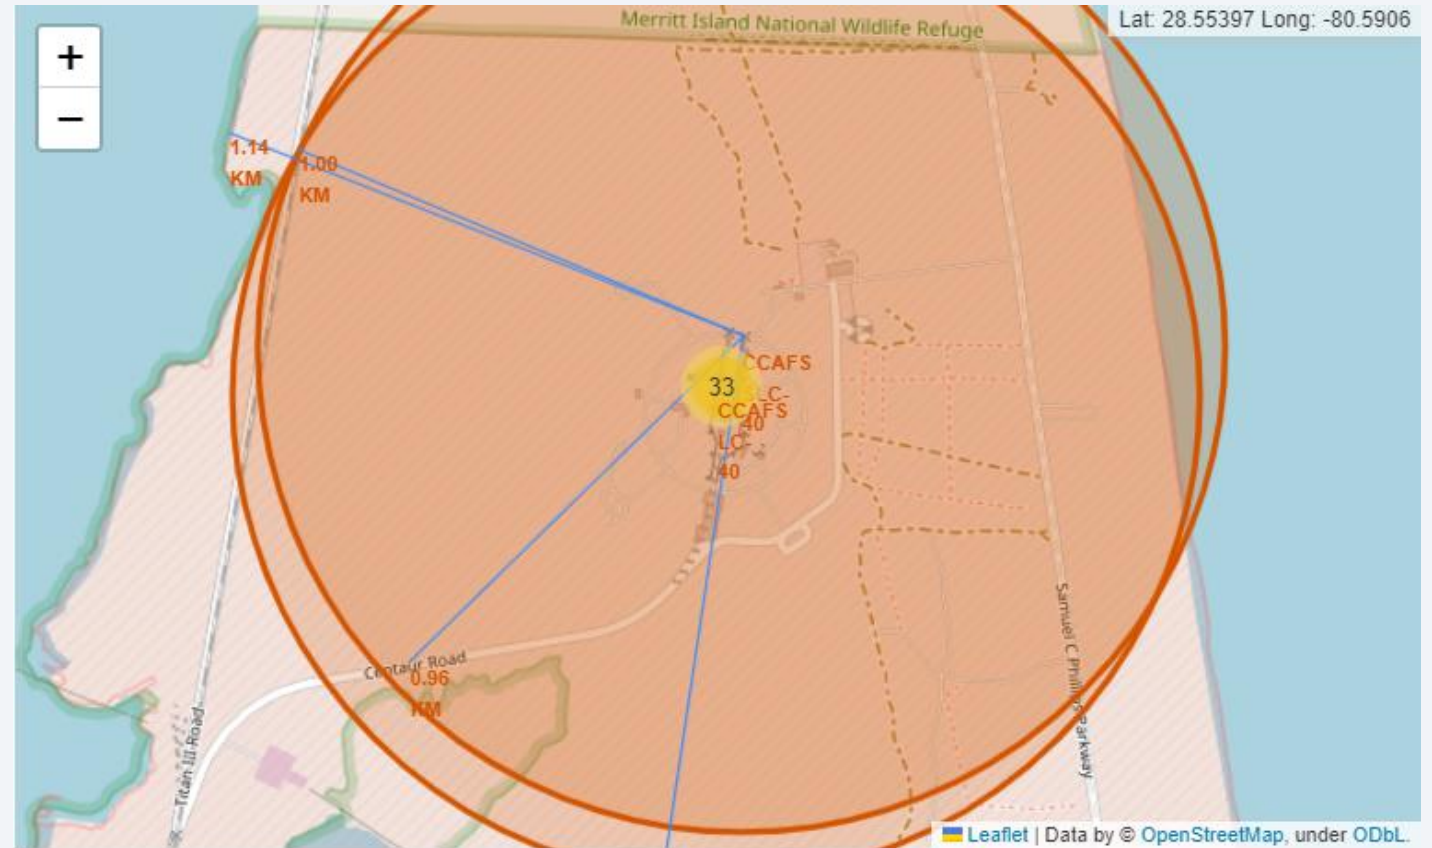 Merritt Island National Wildlife Refuge
Lat: 28.55397 Long: -80.5906
+
−
1.14
KM
1.00
KM
CCAFS
LC-
40
33
CCAFS
LC-
40
Centaur Road
0.96
KM
Titan III Road
Samuel C Phillips Parkway
Leaflet | Data by © OpenStreetMap, under ODbL.